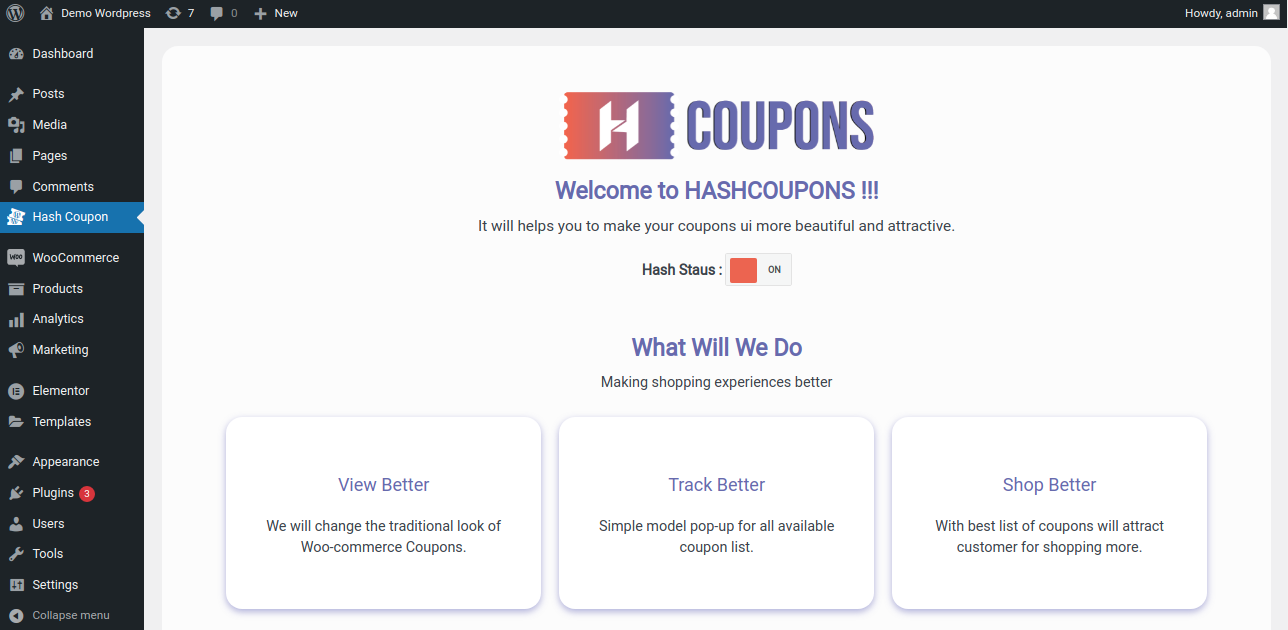 Demo Wordpress 7 0 New Howdy, admin
Dashboard
Posts
Media
Pages
Comments
Hash Coupon
WOO WooCommerce
Products
Analytics
Marketing
Elementor
Templates
Appearance
Plugins 3
Users
Tools
Settings
Collapse menu
H COUPONS
Welcome to HASHCOUPONS !!!
It will helps you to make your coupons ui more beautiful and attractive.
Hash Staus : ON
What Will We Do
Making shopping experiences better
View Better
We will change the traditional look of
Woo-commerce Coupons.
Track Better
Simple model pop-up for all available
coupon list.
Shop Better
With best list of coupons will attract
customer for shopping more.